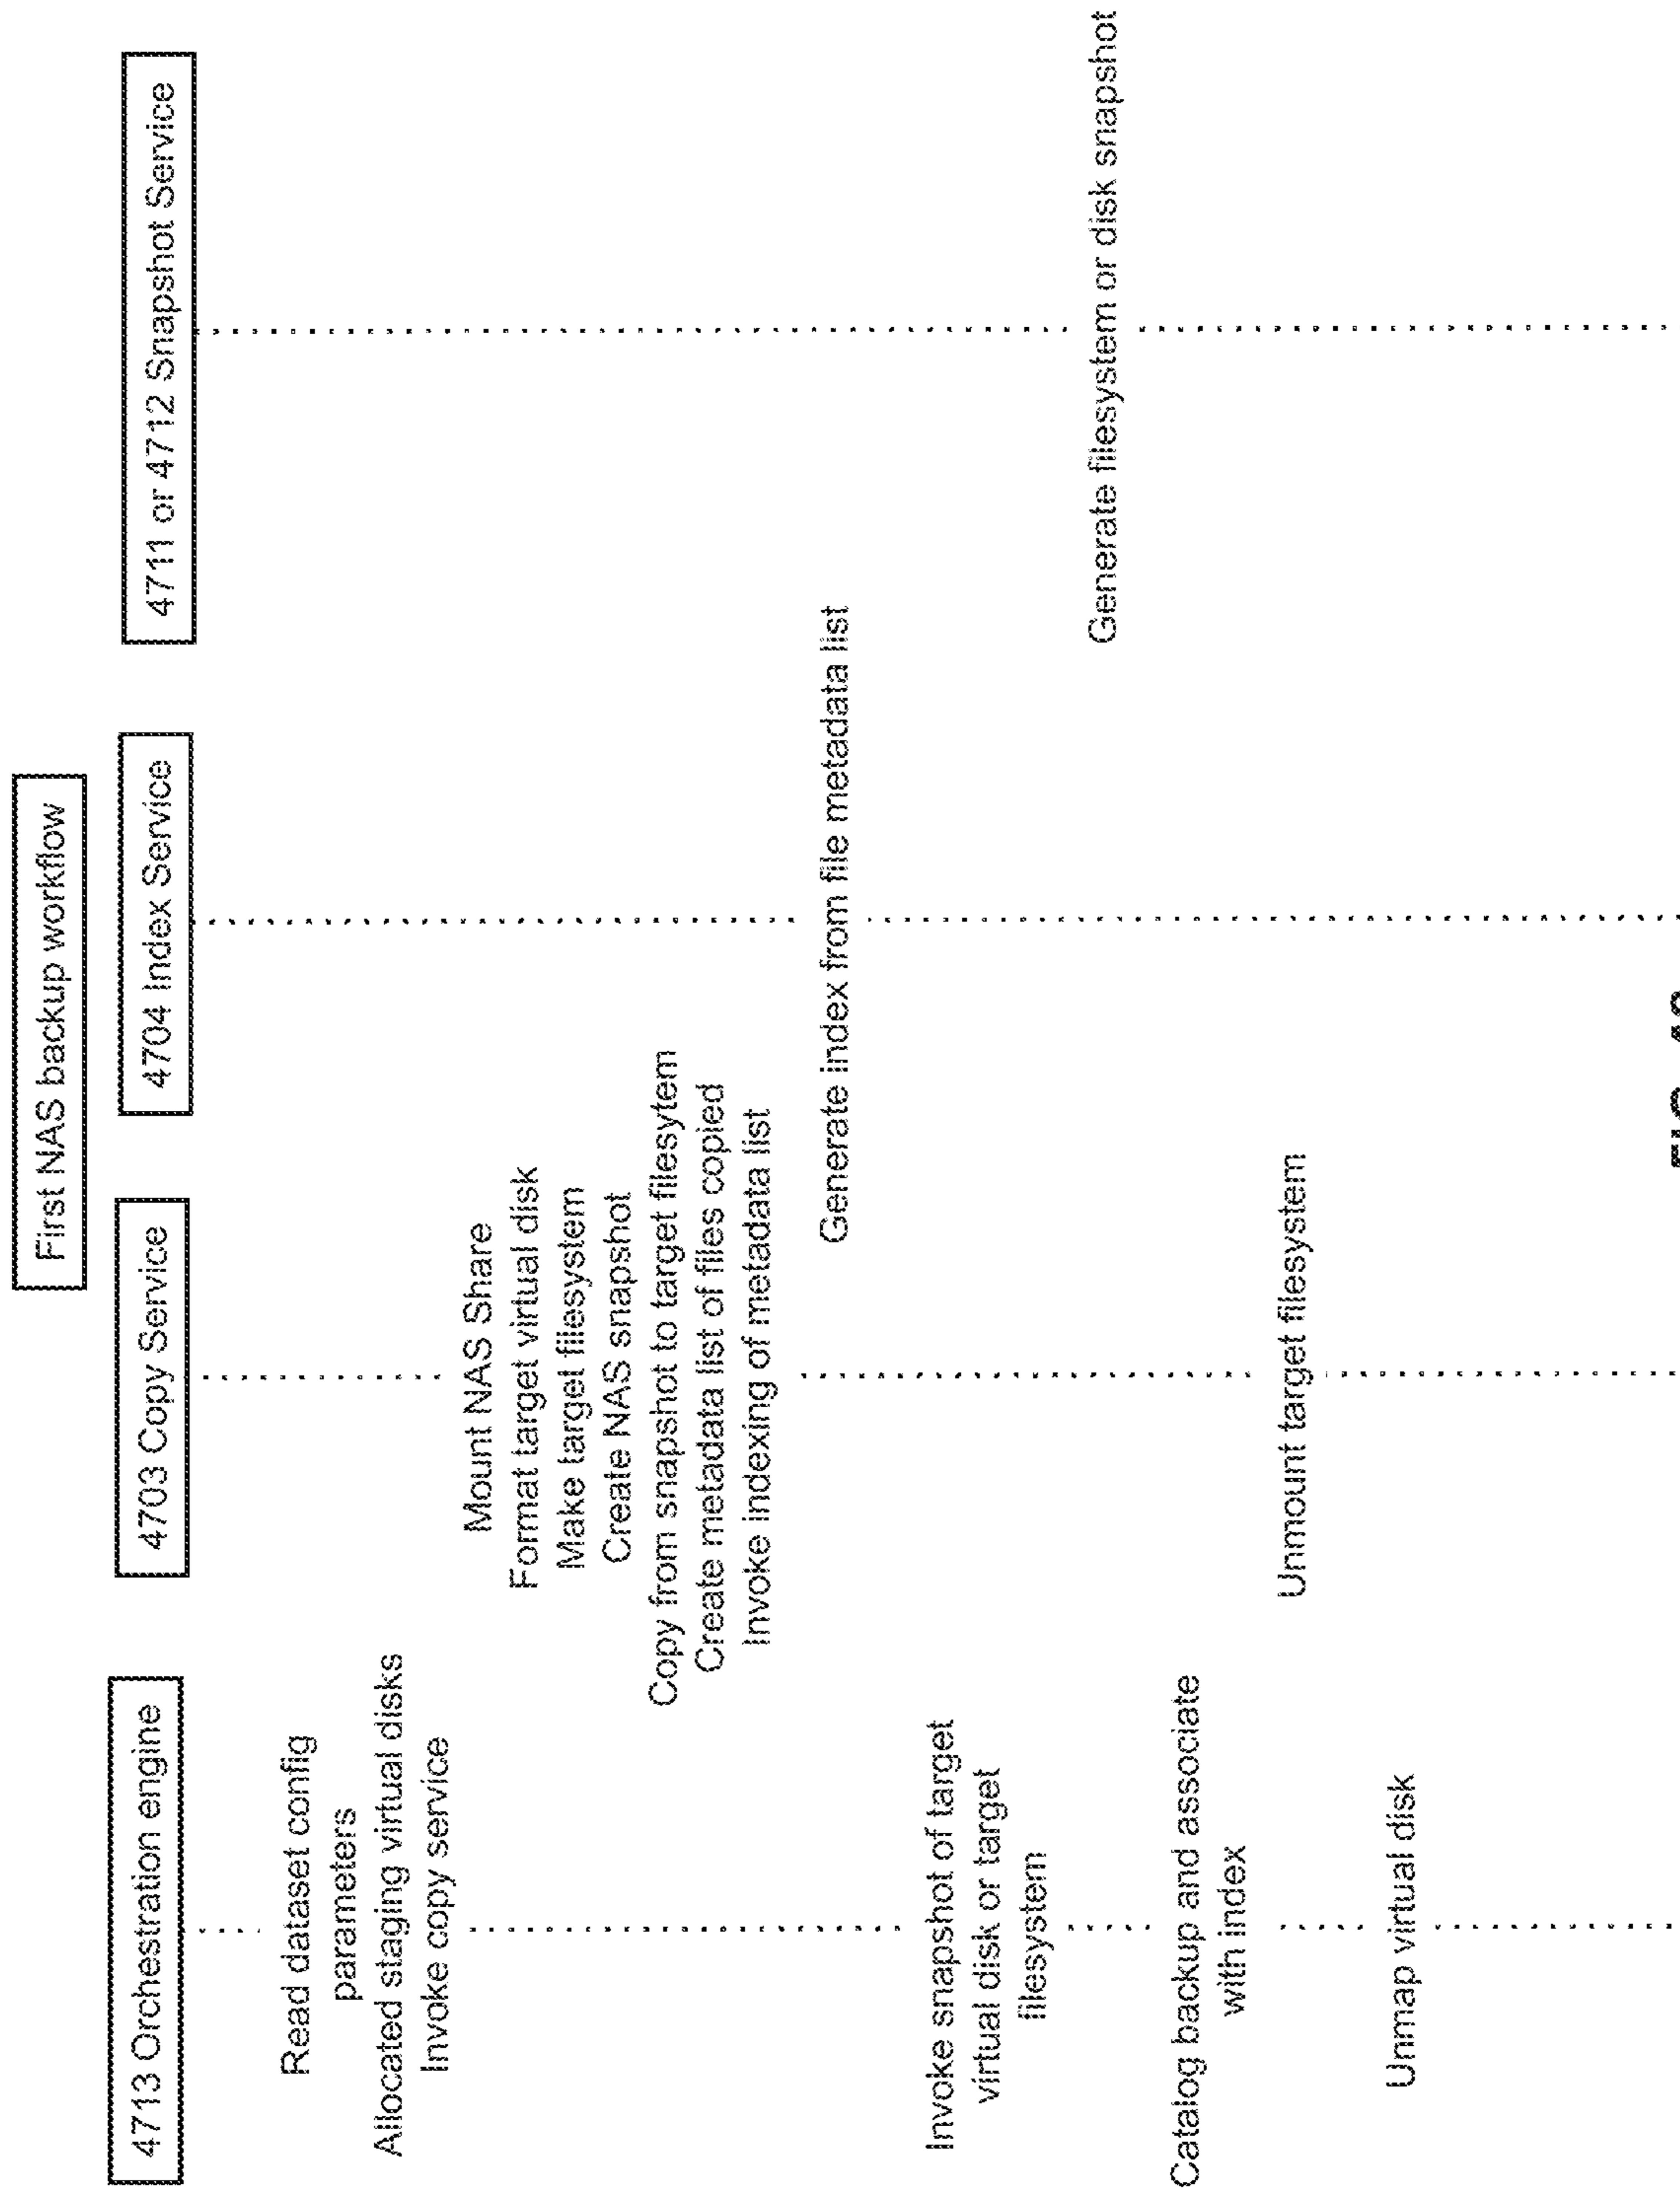 First NAS backup workflow
4713 Orchestration engine
4703 Copy Service
4704 Index Service
4711 or 4712 Snapshot Service
Read dataset config
parameters
Allocated staging virtual disks
Invoke copy service
Mount NAS Share
Format target virtual disk
Make target filesystem
Create NAS snapshot
Copy from snapshot to target filesytem
Create metadata list of files copied
Invoke indexing of metadata list
Generate index from file metadata list
Invoke snapshot of target
virtual disk or target
filesystem
Generate filesystem or disk snapshot
Catalog backup and associate
with index
Unmount target filesystem
Unmap virtual disk